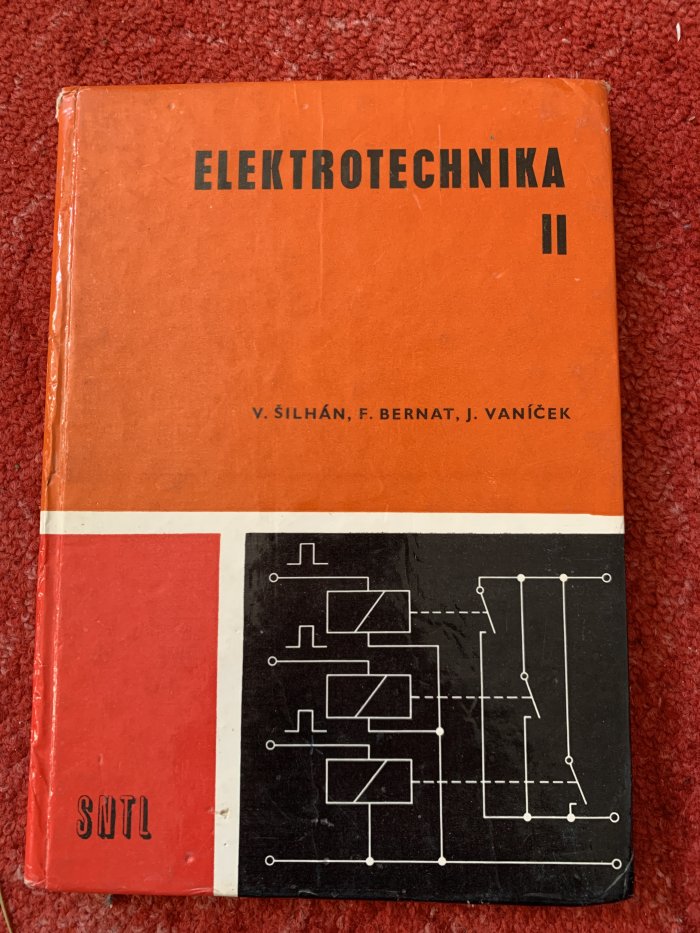 ELEKTROTECHNIKA
II
V. ŠILHÁN, F. BERNAT, J. VANÍČEK
SNTL